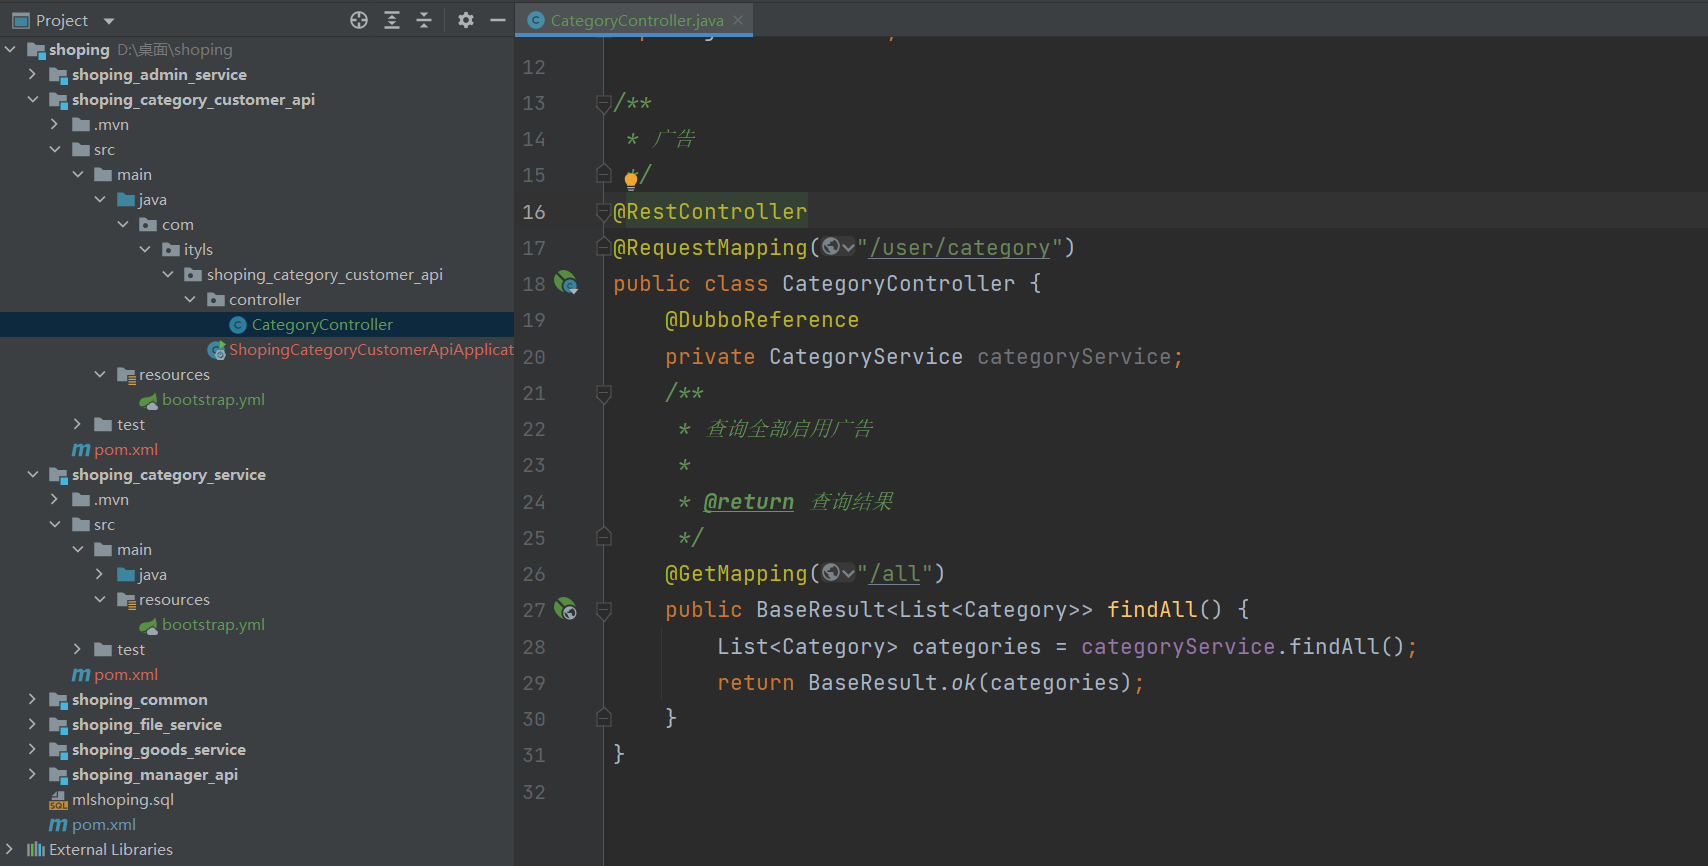 Project
shoping D:\桌面\shoping
shoping_admin_service
shoping_category_customer_api
.mvn
src
main
java
com
ityls
shoping_category_customer_api
controller
CategoryController
ShopingCategoryCustomerApiApplicat
resources
bootstrap.yml
test
pom.xml
shoping_category_service
.mvn
src
main
java
resources
bootstrap.yml
test
pom.xml
shoping_common
shoping_file_service
shoping_goods_service
shoping_manager_api
mlshoping.sql
pom.xml
External Libraries
CategoryController.java
12
13 /**
14 * 广告
15 */
16 @RestController
17 @RequestMapping("/user/category")
18 public class CategoryController {
19 @DubboReference
20 private CategoryService categoryService;
21 /**
22 * 查询全部启用广告
23 *
24 * @return 查询结果
25 */
26 @GetMapping("/all")
27 public BaseResult<List<Category>> findAll() {
28 List<Category> categories = categoryService.findAll();
29 return BaseResult.ok(categories);
30 }
31 }
32